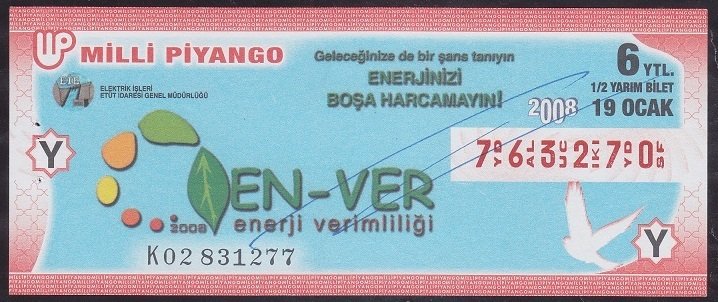 MİLLİ PİYANGO
EİE
ELEKTRİK İŞLERİ
ETÜT İDARESİ GENEL MÜDÜRLÜĞÜ
Geleceğinize de bir şans tanıyın
ENERJİNİZİ
BOŞA HARCAMAYIN!
6 YTL.
1/2 YARIM BİLET
2008 19 OCAK
7 6 3 2 7 0
Y
EN-VER
2008 enerji verimliliği
K02 831277
Y